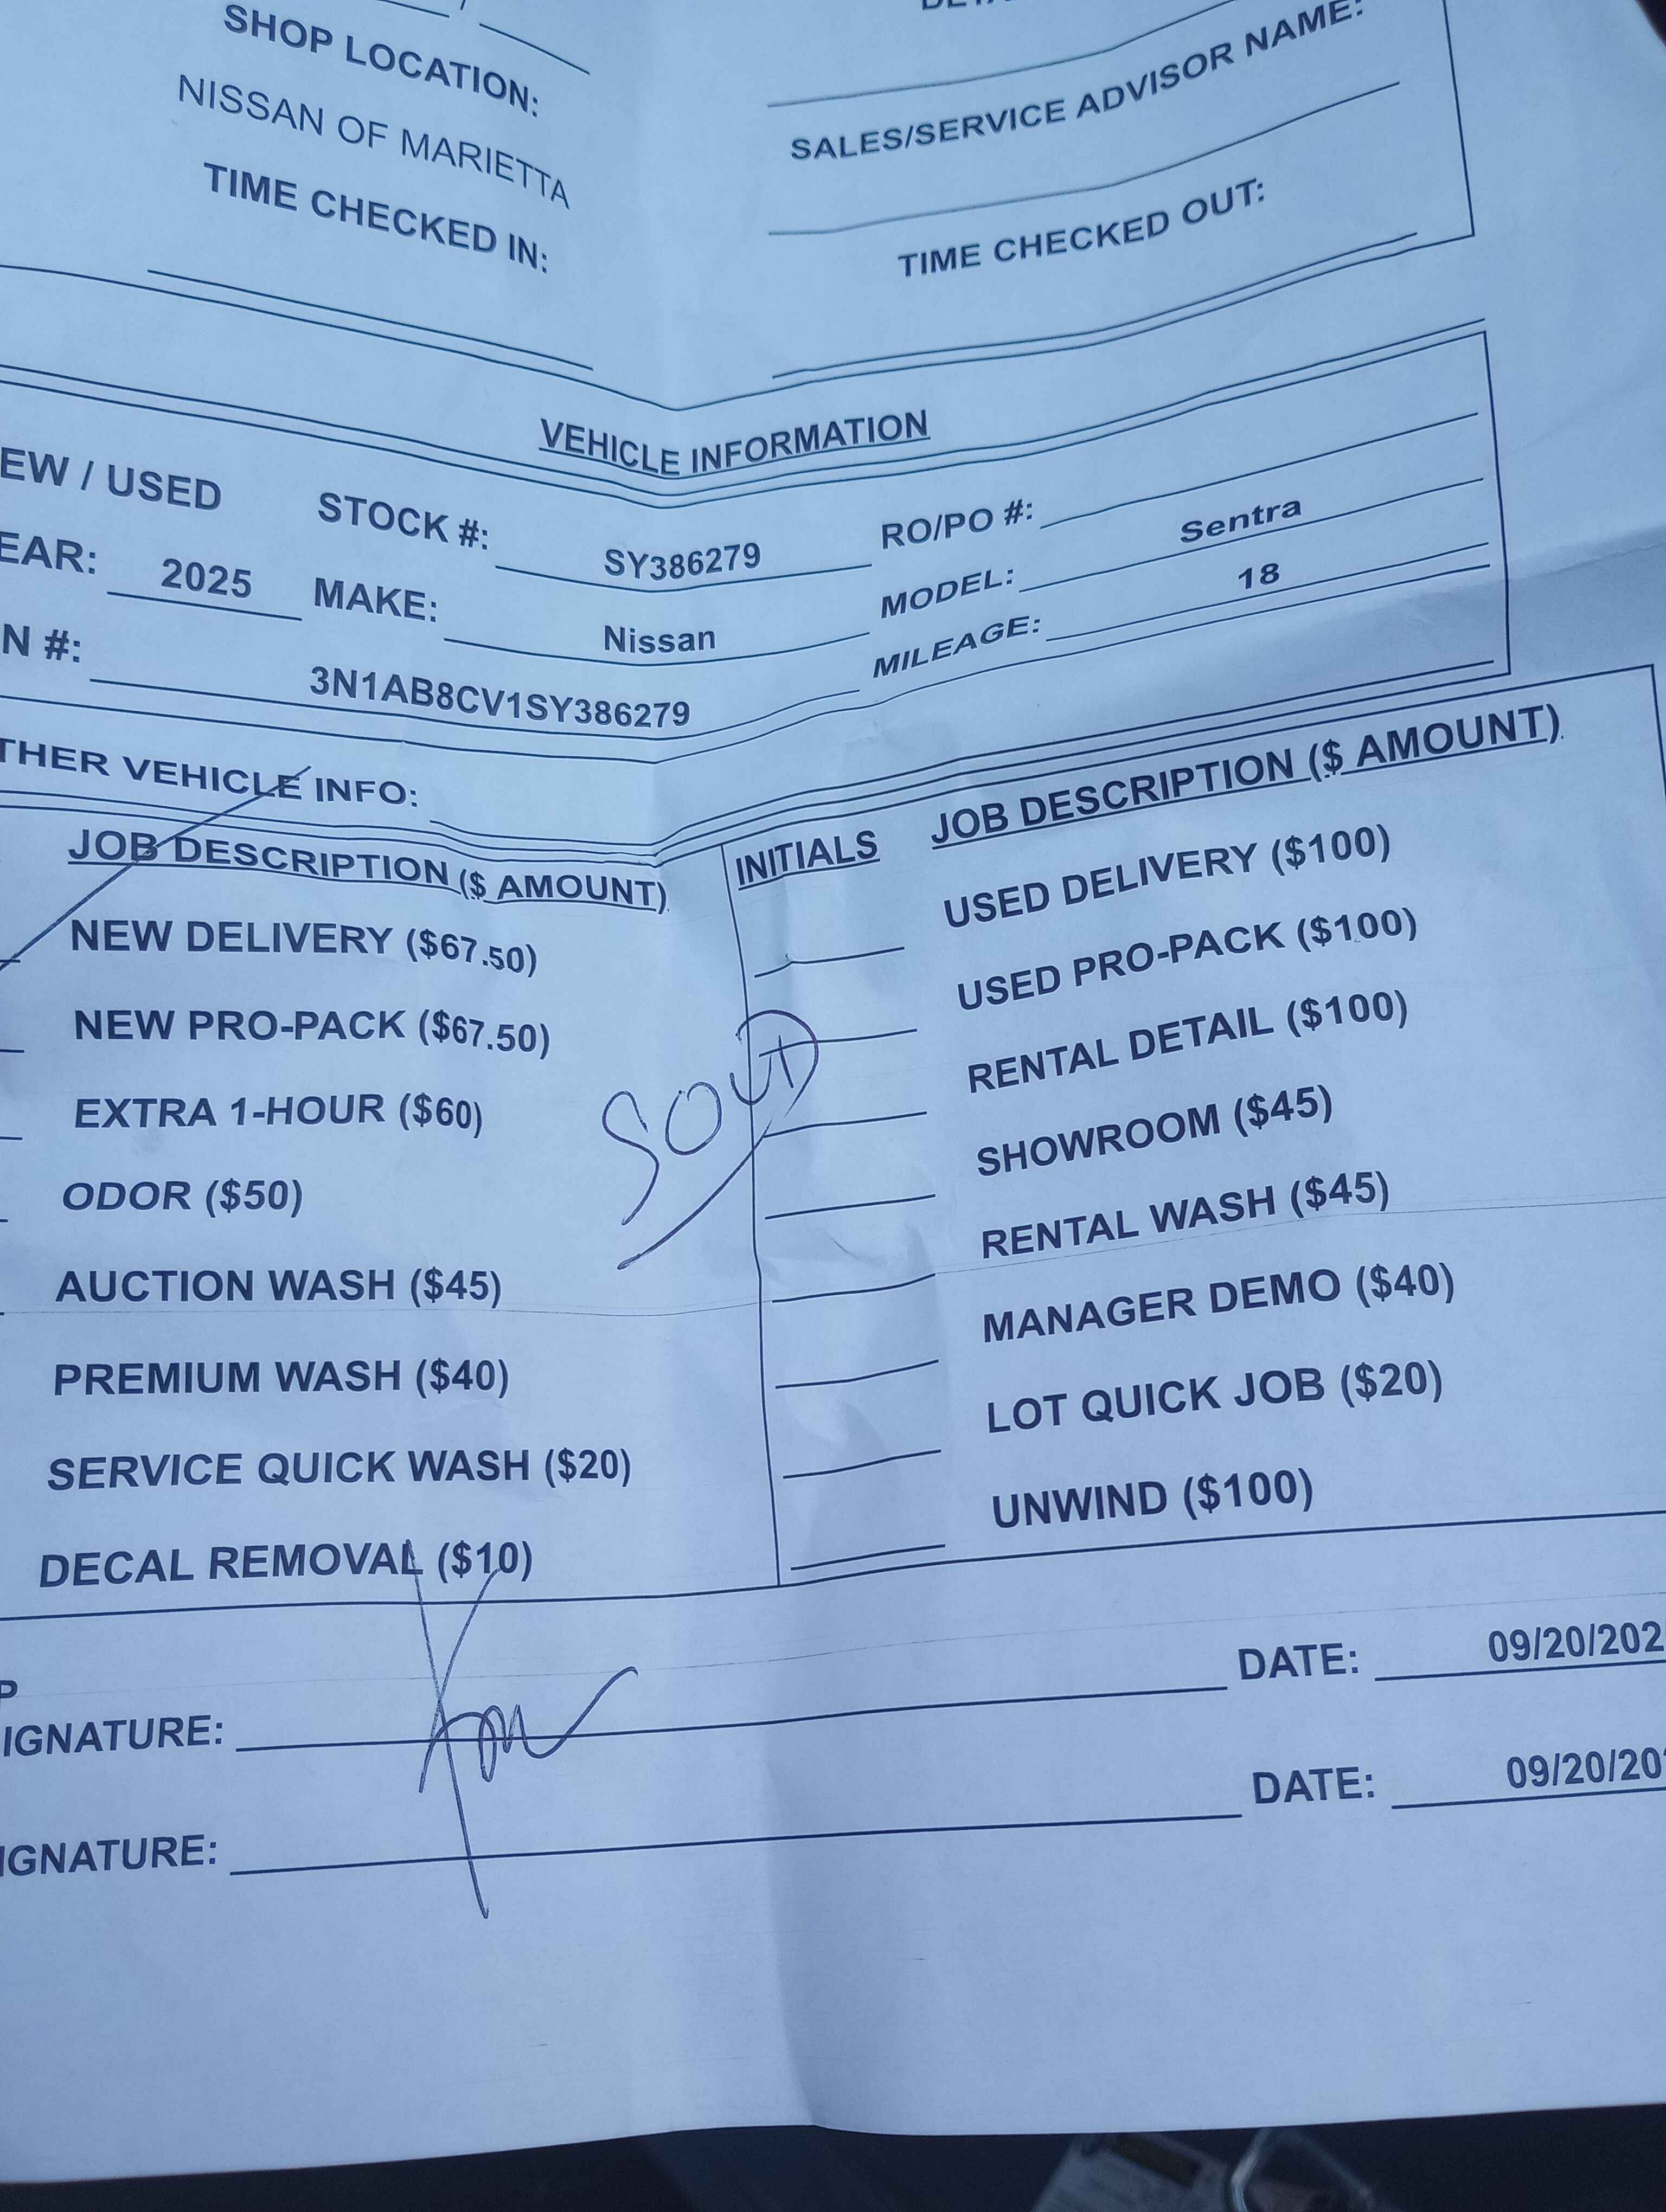 SHOP LOCATION:
NISSAN OF MARIETTA
TIME CHECKED IN:
SALES/SERVICE ADVISOR NAME:
TIME CHECKED OUT:
VEHICLE INFORMATION
EW / USED STOCK #: SY386279 RO/PO #:
EAR: 2025 MAKE: Nissan MODEL: Sentra
N #: 3N1AB8CV1SY386279 MILEAGE: 18
THER VEHICLE INFO:
JOB DESCRIPTION ($ AMOUNT) INITIALS JOB DESCRIPTION ($ AMOUNT)
NEW DELIVERY ($67.50) USED DELIVERY ($100)
NEW PRO-PACK ($67.50) USED PRO-PACK ($100)
EXTRA 1-HOUR ($60) RENTAL DETAIL ($100)
ODOR ($50) SHOWROOM ($45)
AUCTION WASH ($45) RENTAL WASH ($45)
PREMIUM WASH ($40) MANAGER DEMO ($40)
SERVICE QUICK WASH ($20) LOT QUICK JOB ($20)
DECAL REMOVAL ($10) UNWIND ($100)
SOLD
P
IGNATURE: DATE: 09/20/202
IGNATURE: DATE: 09/20/20